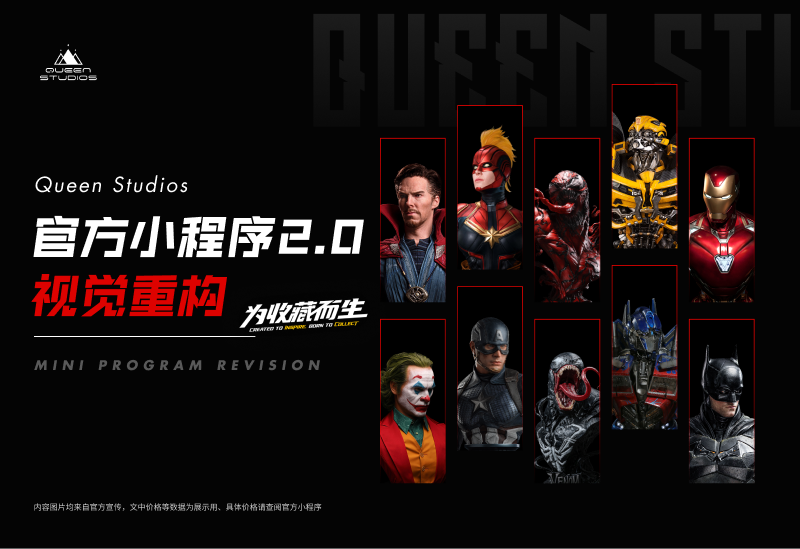 QUEEN STU
QUEEN
STUDIOS
Queen Studios
官方小程序2.0
视觉重构
为收藏而生
CREATED TO INSPIRE, BORN TO COLLECT
MINI PROGRAM REVISION
VENOM
内容图片均来自官方宣传，文中价格等数据为展示用、具体价格请查阅官方小程序